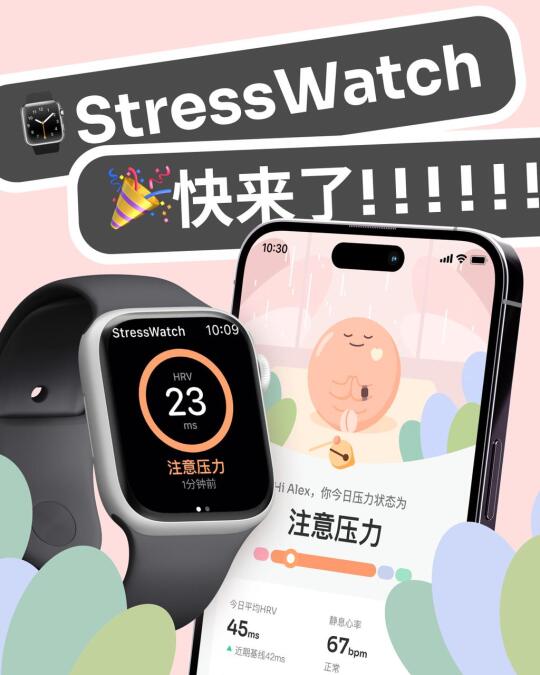 StressWatch
快来了!!!!!!
10:30
StressWatch 10:09
HRV
23
ms
注意压力
1分钟前
Hi Alex，你今日压力状态为
注意压力
今日平均HRV
45ms
近期基线42ms
静息心率
67bpm
正常